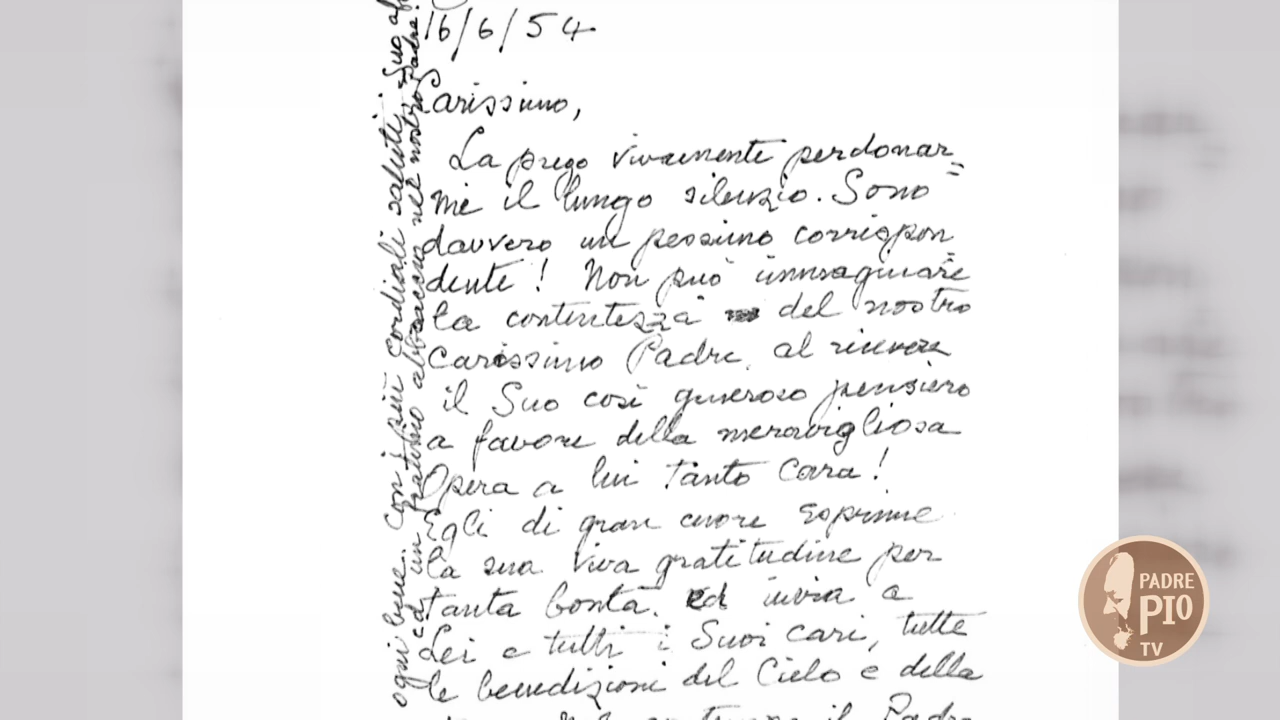 16/6/54
Carissimo,
La prego vivamente perdonar=
mi il lungo silenzio. Sono
davvero un pessimo corrispon=
dente! Non può immaginare
la contentezza del nostro
carissimo Padre, al ricevere
il Suo così generoso pensiero
a favore della meravigliosa
Opera a lui tanto Cara!
Egli di gran cuore esprime
la sua viva gratitudine per
tanta bontà. ed invia a
Lei e tutti i Suoi cari, tutte
le benedizioni del Cielo e della
il Padre
ogni bene. Con i più cordiali saluti, Suo
ed un fraterno abbraccio nel nostro Padre.
PADRE
PIO
TV